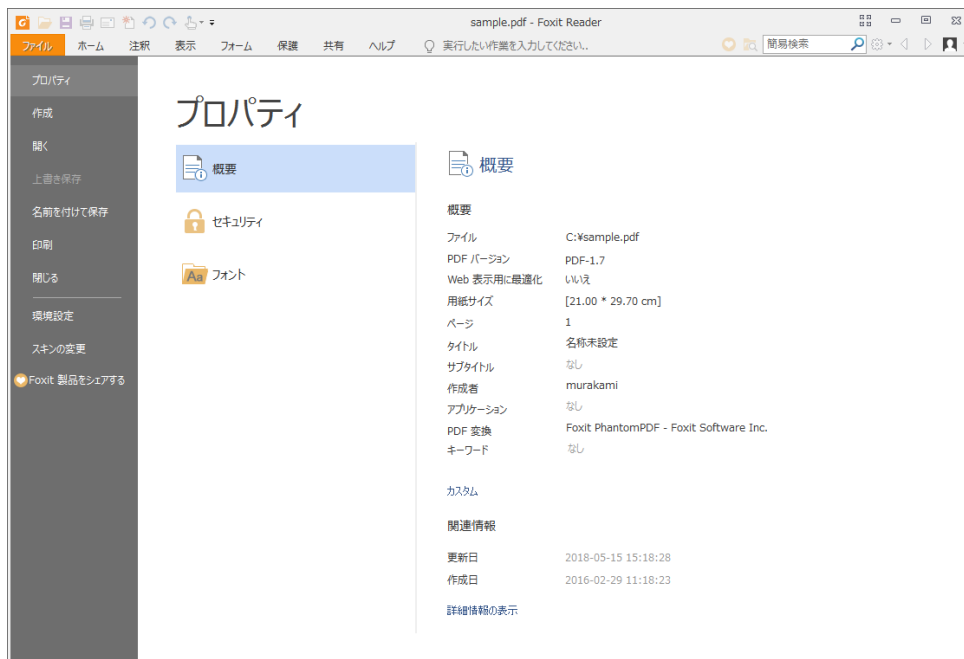 sample.pdf - Foxit Reader
ファイル ホーム 注釈 表示 フォーム 保護 共有 ヘルプ 実行したい作業を入力してください.. 簡易検索
プロパティ
作成
開く
上書き保存
名前を付けて保存
印刷
閉じる
環境設定
スキンの変更
Foxit 製品をシェアする
プロパティ
概要
セキュリティ
Aa フォント
概要
概要
ファイル C:¥sample.pdf
PDF バージョン PDF-1.7
Web 表示用に最適化 いいえ
用紙サイズ [21.00 * 29.70 cm]
ページ 1
タイトル 名称未設定
サブタイトル なし
作成者 murakami
アプリケーション なし
PDF 変換 Foxit PhantomPDF - Foxit Software Inc.
キーワード なし
カスタム
関連情報
更新日 2018-05-15 15:18:28
作成日 2016-02-29 11:18:23
詳細情報の表示